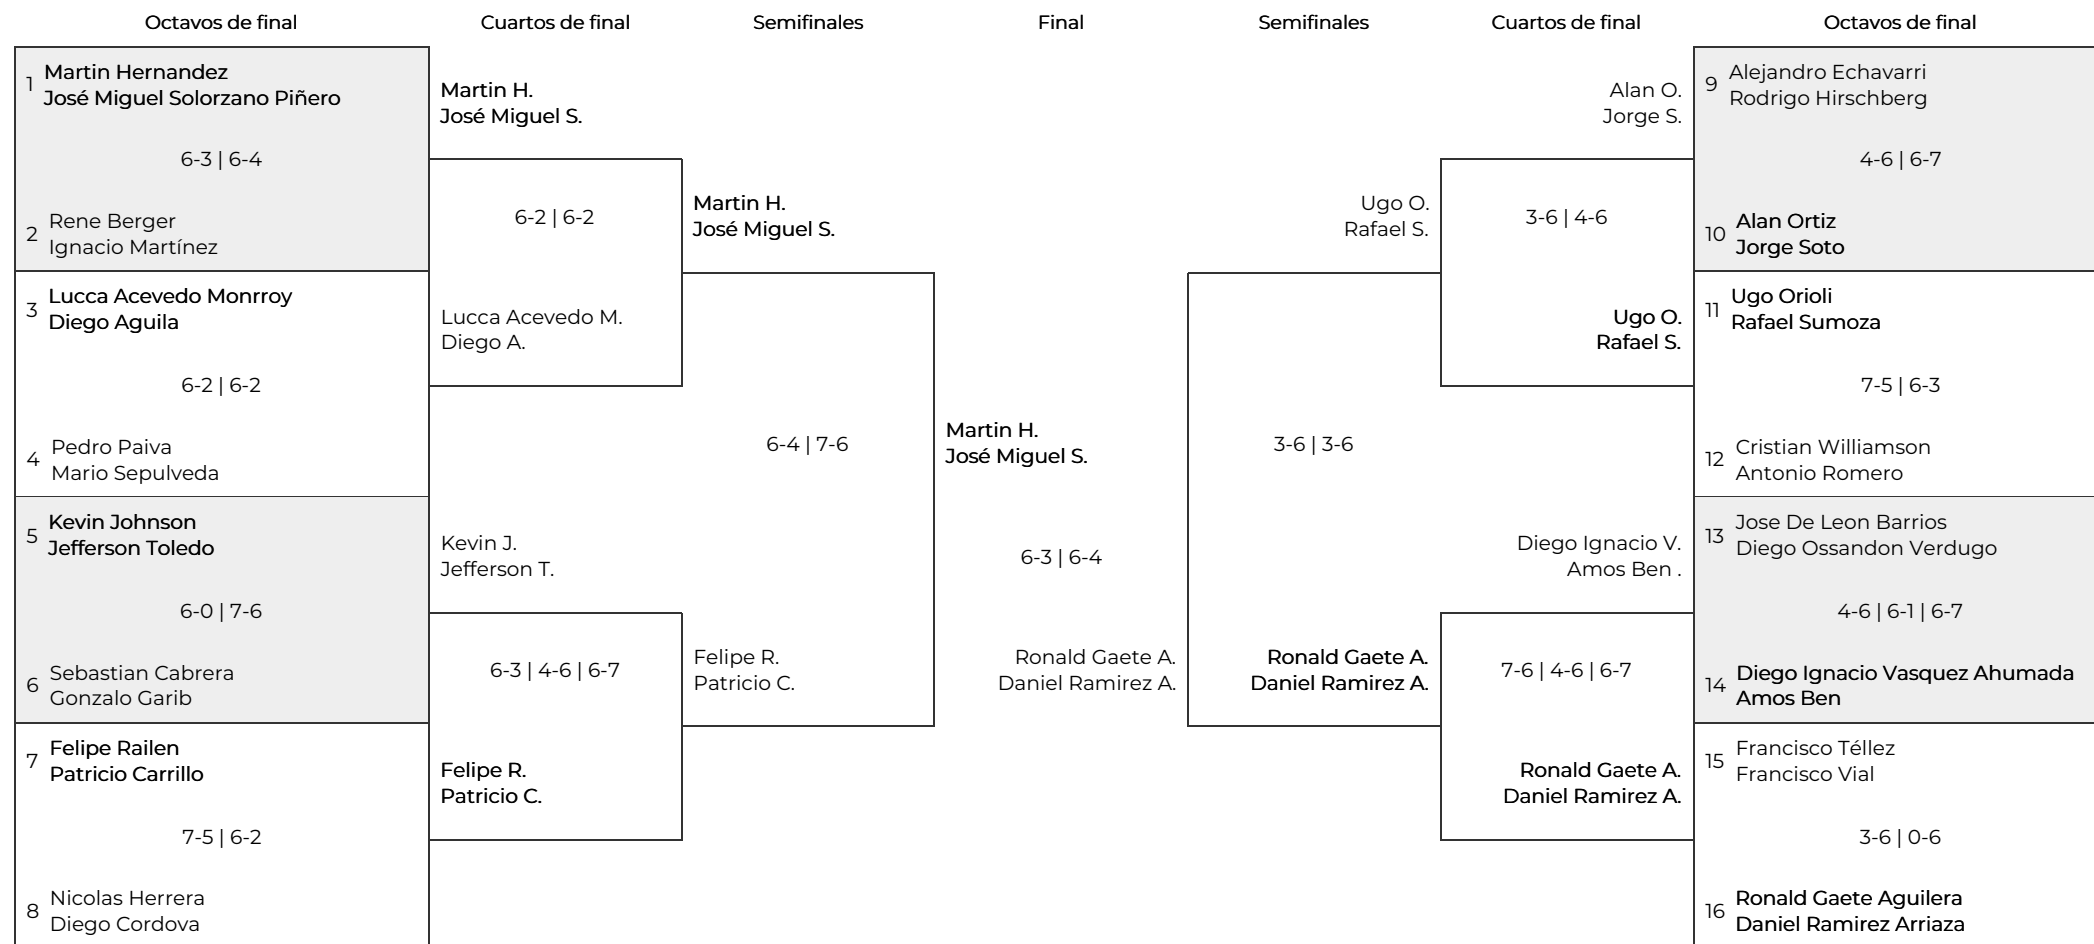 Octavos de final
Cuartos de final
Semifinales
Final
Semifinales
Cuartos de final
Octavos de final
1
Martin Hernandez
José Miguel Solorzano Piñero
6-3 | 6-4
2
Rene Berger
Ignacio Martínez
3
Lucca Acevedo Monrroy
Diego Aguila
6-2 | 6-2
4
Pedro Paiva
Mario Sepulveda
5
Kevin Johnson
Jefferson Toledo
6-0 | 7-6
6
Sebastian Cabrera
Gonzalo Garib
7
Felipe Railen
Patricio Carrillo
7-5 | 6-2
8
Nicolas Herrera
Diego Cordova
Martin H.
José Miguel S.
6-2 | 6-2
Lucca Acevedo M.
Diego A.
Kevin J.
Jefferson T.
6-3 | 4-6 | 6-7
Felipe R.
Patricio C.
Martin H.
José Miguel S.
6-4 | 7-6
Felipe R.
Patricio C.
Martin H.
José Miguel S.
6-3 | 6-4
Ronald Gaete A.
Daniel Ramirez A.
Ugo O.
Rafael S.
3-6 | 3-6
Ronald Gaete A.
Daniel Ramirez A.
Alan O.
Jorge S.
3-6 | 4-6
Ugo O.
Rafael S.
Diego Ignacio V.
Amos Ben .
7-6 | 4-6 | 6-7
Ronald Gaete A.
Daniel Ramirez A.
9
Alejandro Echavarri
Rodrigo Hirschberg
4-6 | 6-7
10
Alan Ortiz
Jorge Soto
11
Ugo Orioli
Rafael Sumoza
7-5 | 6-3
12
Cristian Williamson
Antonio Romero
13
Jose De Leon Barrios
Diego Ossandon Verdugo
4-6 | 6-1 | 6-7
14
Diego Ignacio Vasquez Ahumada
Amos Ben
15
Francisco Téllez
Francisco Vial
3-6 | 0-6
16
Ronald Gaete Aguilera
Daniel Ramirez Arriaza